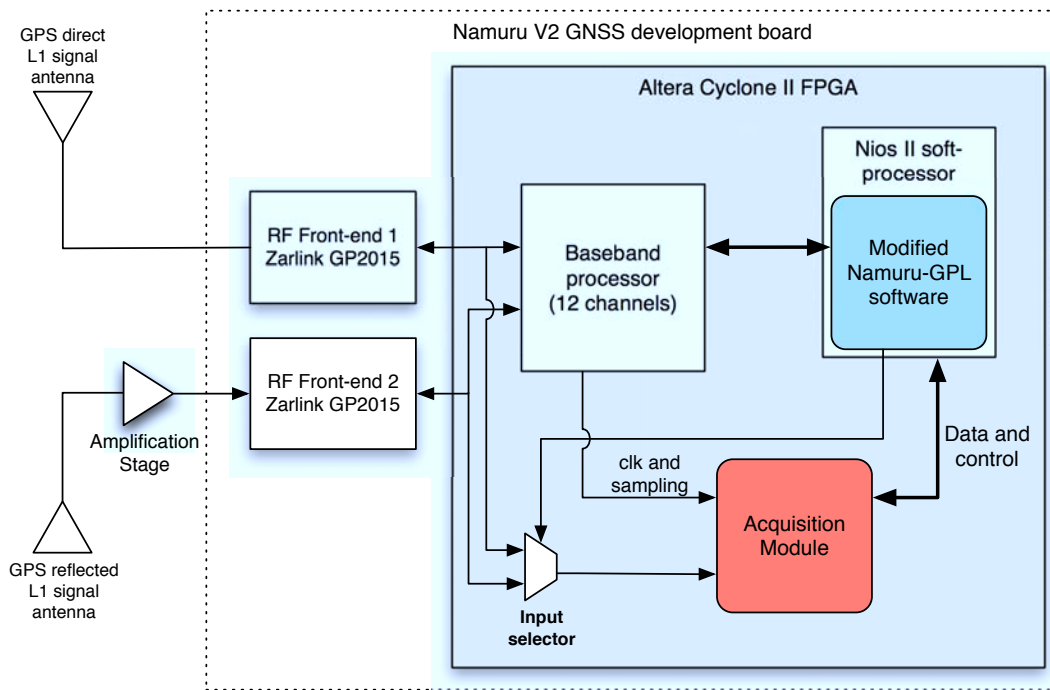 Namuru V2 GNSS development board
GPS direct
L1 signal
antenna
Altera Cyclone II FPGA
Nios II soft-
processor
RF Front-end 1
Zarlink GP2015
Baseband
processor
(12 channels)
Modified
Namuru-GPL
software
RF Front-end 2
Zarlink GP2015
Amplification
Stage
Data and
control
clk and
sampling
Acquisition
Module
GPS reflected
L1 signal
antenna
Input
selector